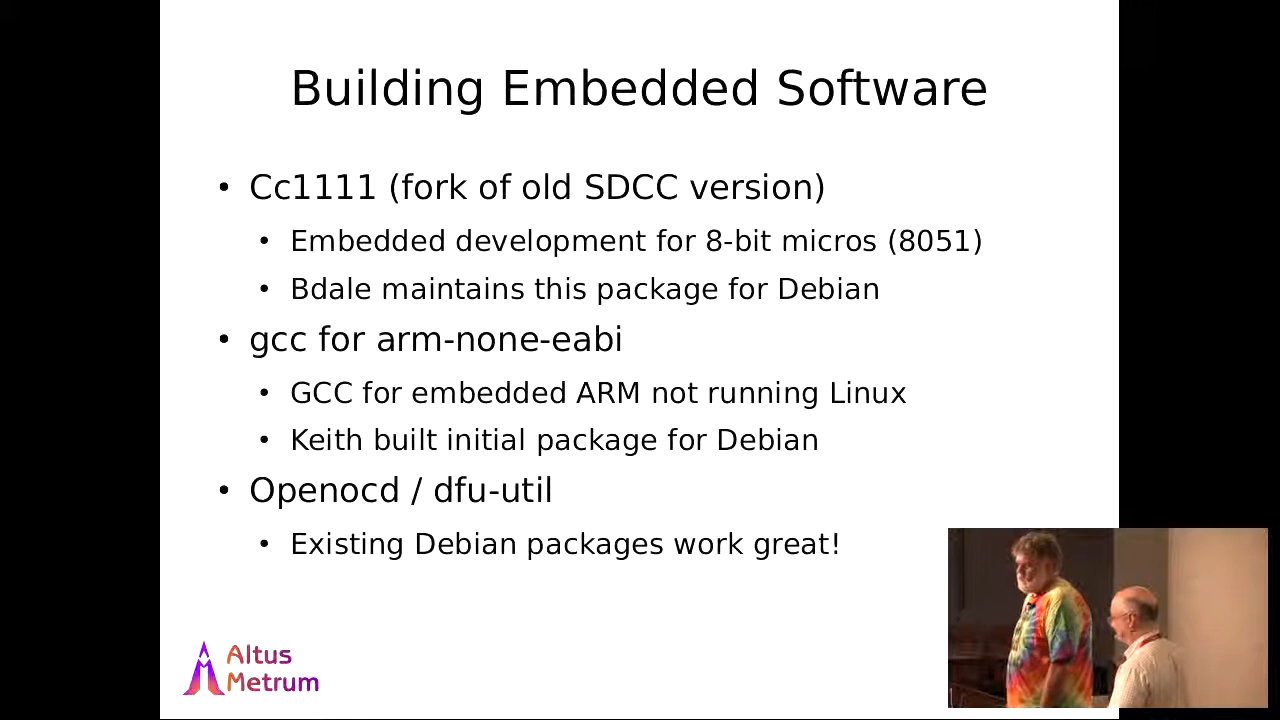 Building Embedded Software
• Cc1111 (fork of old SDCC version)
• Embedded development for 8-bit micros (8051)
• Bdale maintains this package for Debian
• gcc for arm-none-eabi
• GCC for embedded ARM not running Linux
• Keith built initial package for Debian
• Openocd / dfu-util
• Existing Debian packages work great!
Altus
Metrum